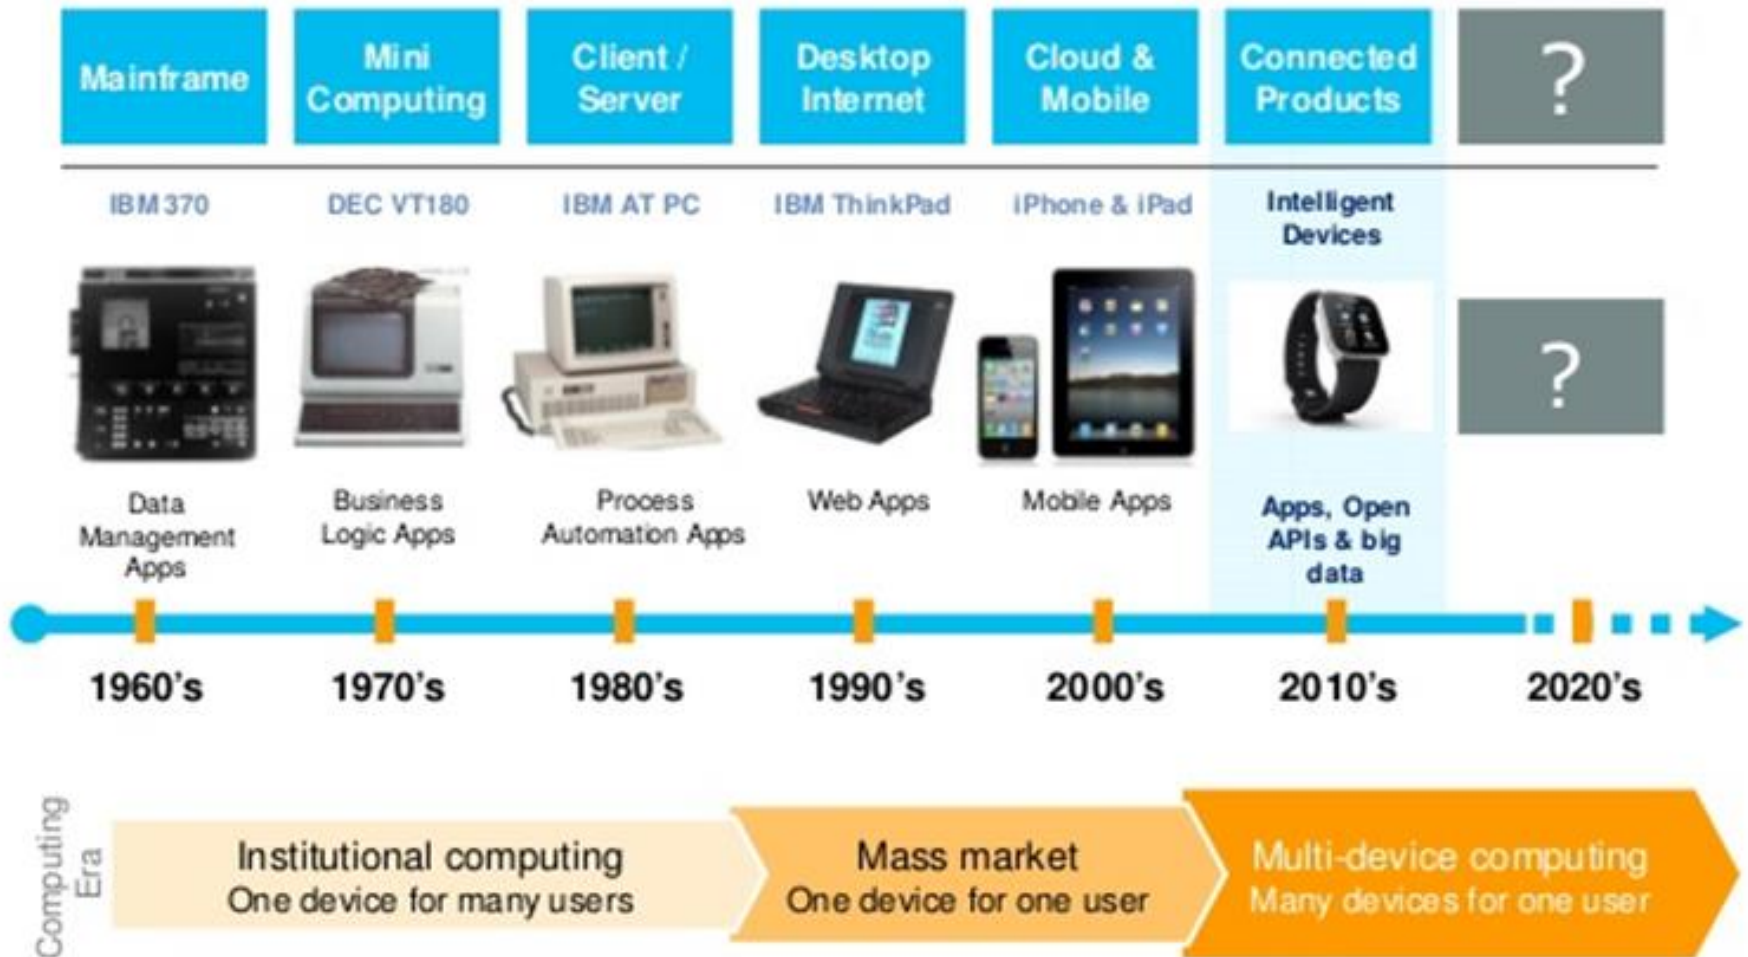 Mainframe
Mini
Computing
Client /
Server
Desktop
Internet
Cloud &
Mobile
Connected
Products
?
IBM 370
DEC VT180
IBM AT PC
IBM ThinkPad
iPhone & iPad
Intelligent
Devices
?
Data
Management
Apps
Business
Logic Apps
Process
Automation Apps
Web Apps
Mobile Apps
Apps, Open
APIs & big
data
1960's
1970's
1980's
1990's
2000's
2010's
2020's
Computing
Era
Institutional computing
One device for many users
Mass market
One device for one user
Multi-device computing
Many devices for one user